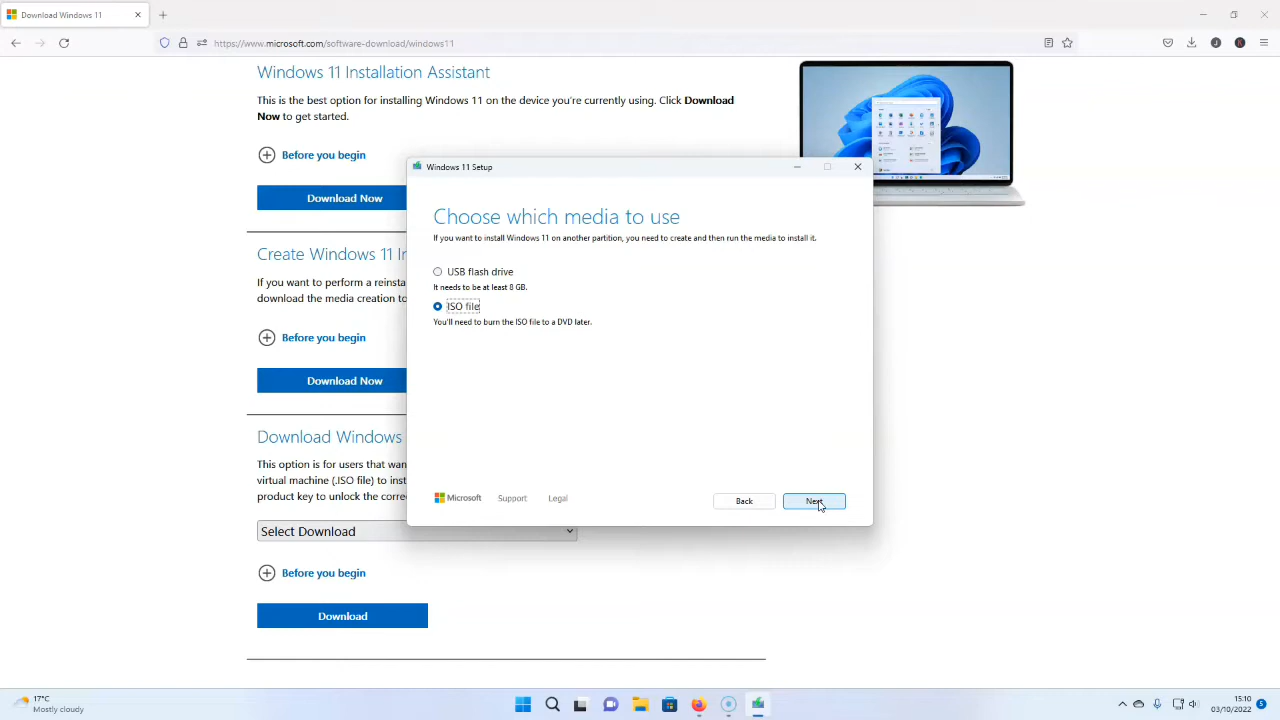 Download Windows 11
https://www.microsoft.com/software-download/windows11
Windows 11 Installation Assistant
This is the best option for installing Windows 11 on the device you're currently using. Click Download
Now to get started.
Before you begin
Download Now
Create Windows 11 In
If you want to perform a reinsta
download the media creation to
Before you begin
Download Now
Download Windows
This option is for users that wan
virtual machine (.ISO file) to inst
product key to unlock the correc
Select Download
Before you begin
Download
Windows 11 Setup
Choose which media to use
If you want to install Windows 11 on another partition, you need to create and then run the media to install it.
USB flash drive
It needs to be at least 8 GB.
ISO file
You'll need to burn the ISO file to a DVD later.
Microsoft
Support
Legal
Back
Next
17°C
Mostly cloudy
15:10
03/10/2022